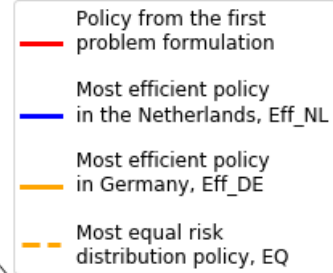 Policy from the first
problem formulation
Most efficient policy
in the Netherlands, Eff_NL
Most efficient policy
in Germany, Eff_DE
Most equal risk
distribution policy, EQ